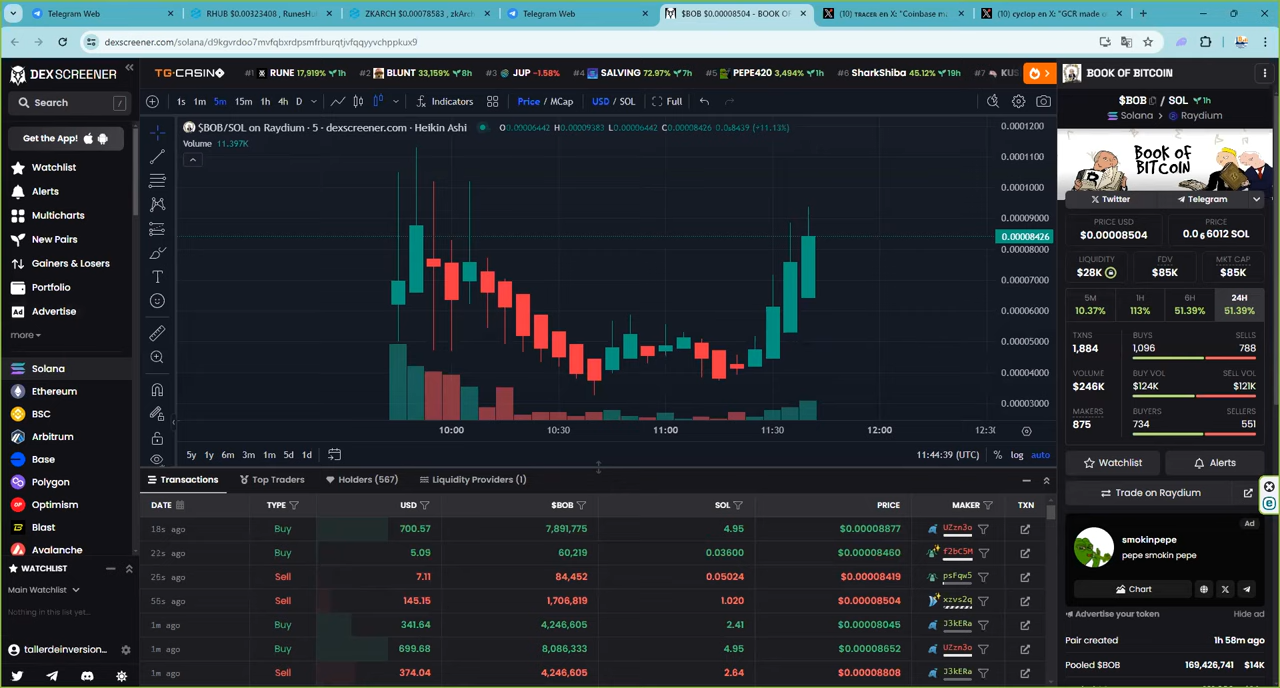 Telegram Web
RHUB $0.00323408 , RunesHul
ZKARCH $0.00078583 , zkArch
Telegram Web
$BOB $0.00008504 - BOOK OF
(10) TRACER en X: "Coinbase m
(10) cyclop en X: "GCR made c
dexscreener.com/solana/d9kgvrdoo7mvfqbxrdpsmfrburqtjvfqqyyvchppkux9
DEX SCREENER
TG.CASINO
#1 RUNE 17,919% 1h
#2 BLUNT 33,159% 8h
#3 JUP -1.58%
#4 SALVING 72.97% 7h
#5 PEPE420 3,494% 1h
#6 SharkShiba 45.12% 19h
#7 KUS
BOOK OF BITCOIN
Search /
1s 1m 5m 15m 1h 4h D Indicators Price / MCap USD / SOL Full
$BOB / SOL 1h
Solana > Raydium
Get the App!
Watchlist
Alerts
Multicharts
New Pairs
Gainers & Losers
Portfolio
Ad Advertise
more
Solana
Ethereum
BSC
Arbitrum
Base
Polygon
Optimism
Blast
Avalanche
WATCHLIST
Main Watchlist
Nothing in this list yet...
tallerdeinversion...
$BOB/SOL on Raydium · 5 · dexscreener.com · Heikin Ashi O0.00006442 H0.00009383 L0.00006442 C0.00008426 (+11.13%)
Volume 11.397K
0.0001200
0.0001100
0.0001000
0.00009000
0.00008426
0.00008000
0.00007000
0.00006000
0.00005000
0.00004000
0.00003000
10:00 10:30 11:00 11:30 12:00 12:3
5y 1y 6m 3m 1m 5d 1d 11:44:39 (UTC) % log auto
Transactions Top Traders Holders (567) Liquidity Providers (1)
DATE TYPE USD $BOB SOL PRICE MAKER TXN
18s ago Buy 700.57 7,891,775 4.95 $0.00008877 UZzn3o
22s ago Buy 5.09 60,219 0.03600 $0.00008460 f2bC5M
25s ago Sell 7.11 84,452 0.05024 $0.00008419 psFqw5
56s ago Sell 145.15 1,706,819 1.020 $0.00008504 xzvs2q
1m ago Buy 341.64 4,246,605 2.41 $0.00008045 J3kERa
1m ago Buy 699.68 8,086,333 4.95 $0.00008652 UZzn3o
1m ago Sell 374.04 4,246,605 2.64 $0.00008808 J3kERa
BOOK OF
BITCOIN
Twitter Telegram
PRICE USD PRICE
$0.00008504 0.0₆6012 SOL
LIQUIDITY FDV MKT CAP
$28K $85K $85K
5M 1H 6H 24H
10.37% 113% 51.39% 51.39%
TXNS BUYS SELLS
1,884 1,096 788
VOLUME BUY VOL SELL VOL
$246K $124K $121K
MAKERS BUYERS SELLERS
875 734 551
Watchlist Alerts
Trade on Raydium
Ad
smokinpepe
pepe smokin pepe
Chart
Advertise your token Hide ad
Pair created 1h 58m ago
Pooled $BOB 169,426,741 $14K